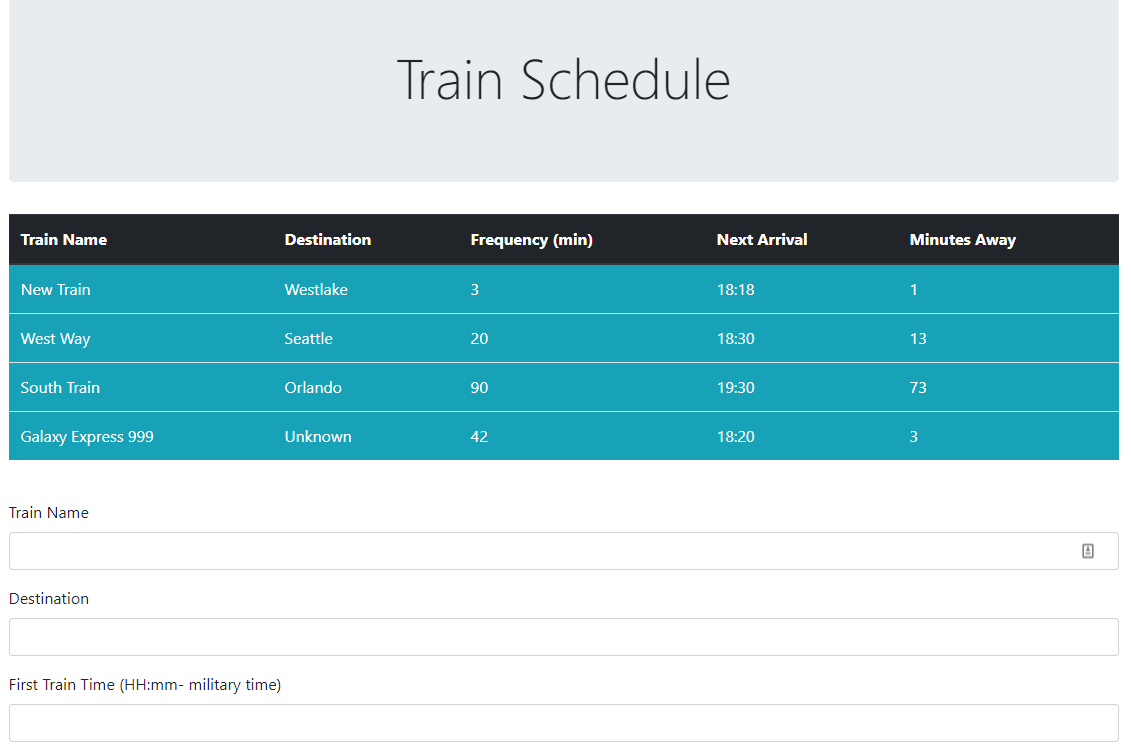 Train Schedule
Train Name Destination Frequency (min) Next Arrival Minutes Away
New Train Westlake 3 18:18 1
West Way Seattle 20 18:30 13
South Train Orlando 90 19:30 73
Galaxy Express 999 Unknown 42 18:20 3
Train Name
Destination
First Train Time (HH:mm- military time)